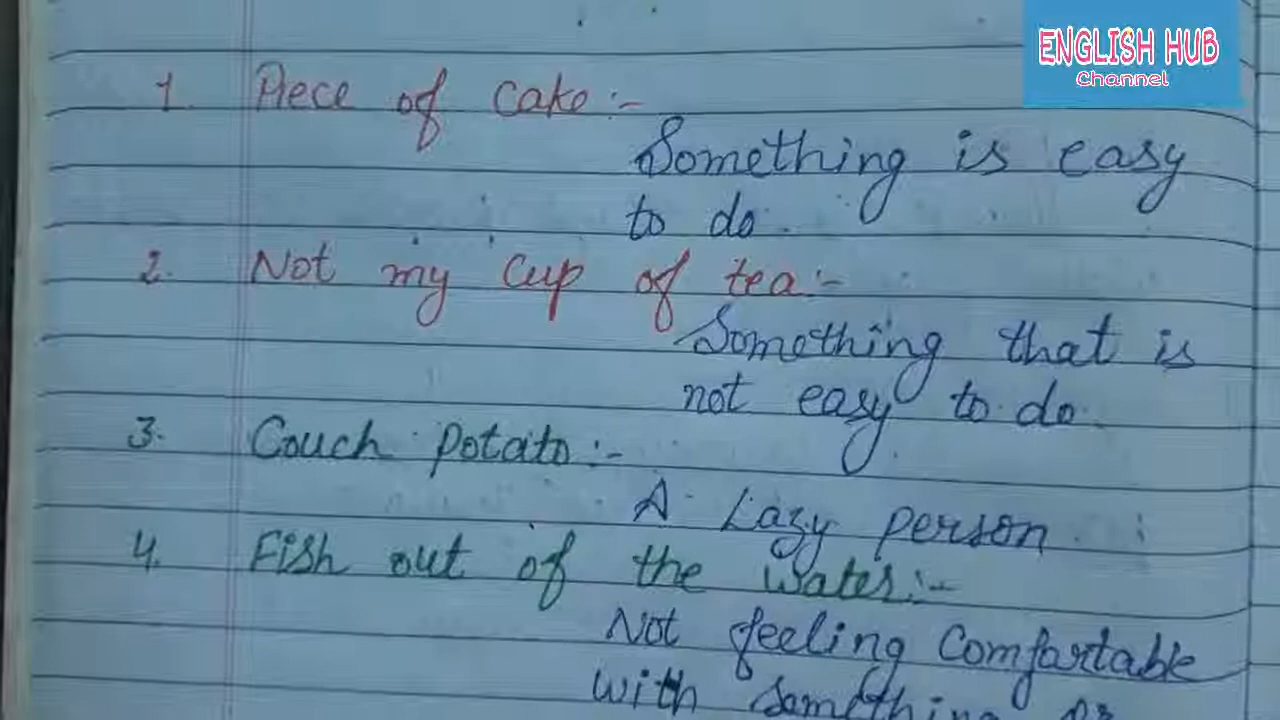 ENGLISH HUB
Channel
1. Piece of cake:-
Something is easy
to do.
2. Not my cup of tea:-
Something that is
not easy to do.
3. Couch potato:-
A Lazy person
4. Fish out of the water:-
Not feeling Comfortable
with something or